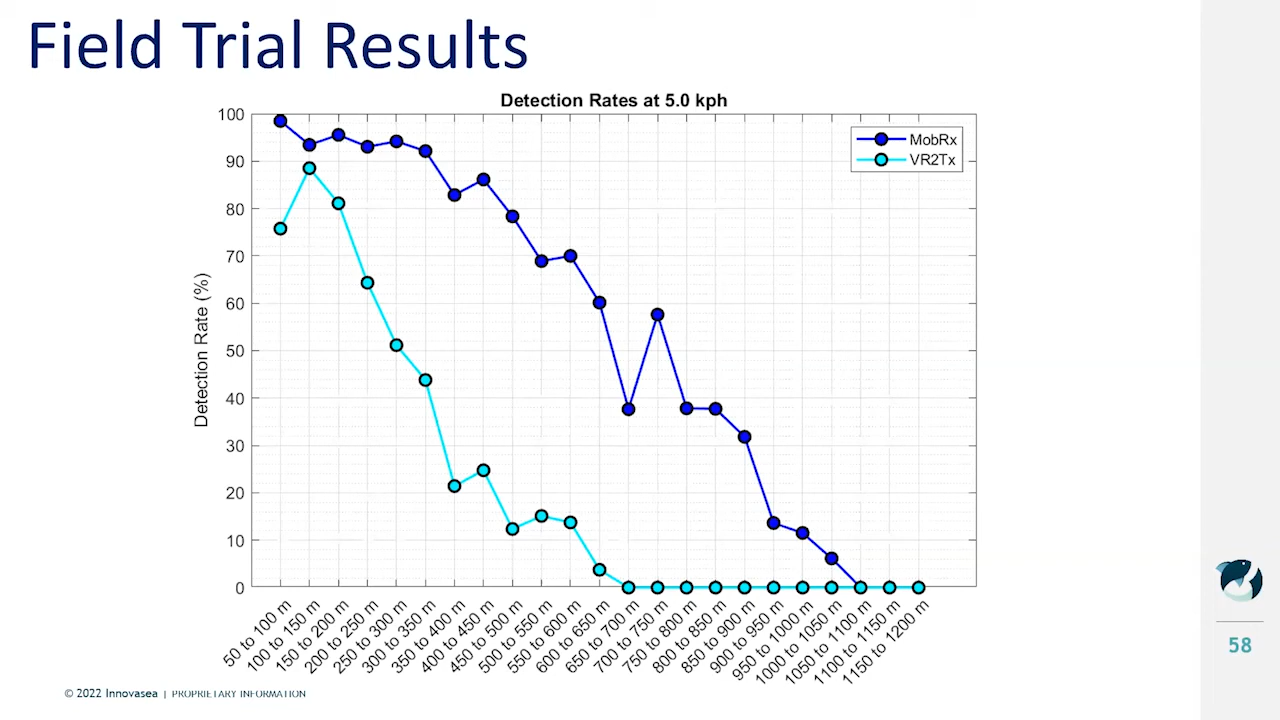 Field Trial Results
Detection Rates at 5.0 kph
MobRx
VR2Tx
Detection Rate (%)
100
90
80
70
60
50
40
30
20
10
0
50 to 100 m
100 to 150 m
150 to 200 m
200 to 250 m
250 to 300 m
300 to 350 m
350 to 400 m
400 to 450 m
450 to 500 m
500 to 550 m
550 to 600 m
600 to 650 m
650 to 700 m
700 to 750 m
750 to 800 m
800 to 850 m
850 to 900 m
900 to 950 m
950 to 1000 m
1000 to 1050 m
1050 to 1100 m
1100 to 1150 m
1150 to 1200 m
58
© 2022 Innovasea | PROPRIETARY INFORMATION